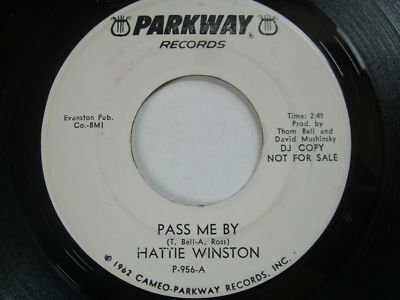 PARKWAY
RECORDS
Evanston Pub.
Co.-BMI
Time: 2:49
Prod. by
Thom Bell and
David Mushinsky
DJ COPY
NOT FOR SALE
PASS ME BY
(T. Bell-A. Ross)
HATTIE WINSTON
P-956-A
© 1962 CAMEO-PARKWAY RECORDS, INC.